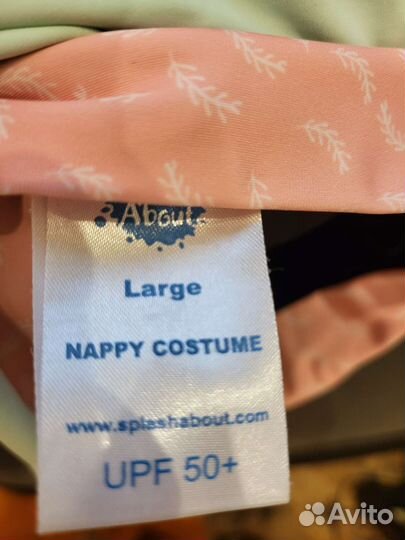 About
Large
NAPPY COSTUME
www.splashabout.com
UPF 50+
Avito